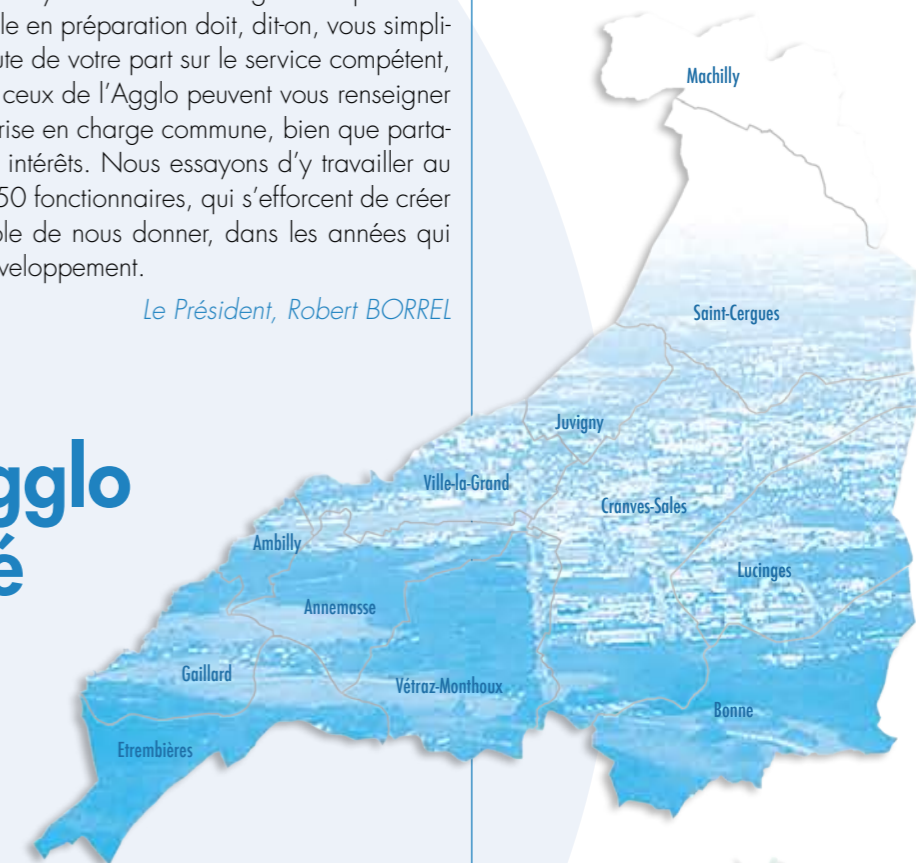 le en préparation doit, dit-on, vous simpli-
ute de votre part sur le service compétent,
ceux de l'Agglo peuvent vous renseigner
rise en charge commune, bien que parta-
intérêts. Nous essayons d'y travailler au
50 fonctionnaires, qui s'efforcent de créer
ble de nous donner, dans les années qui
veloppement.
Le Président, Robert BORREL
gglo
é
Machilly
Saint-Cergues
Juvigny
Ville-la-Grand
Cranves-Sales
Ambilly
Lucinges
Annemasse
Gaillard
Vétraz-Monthoux
Bonne
Etrembières